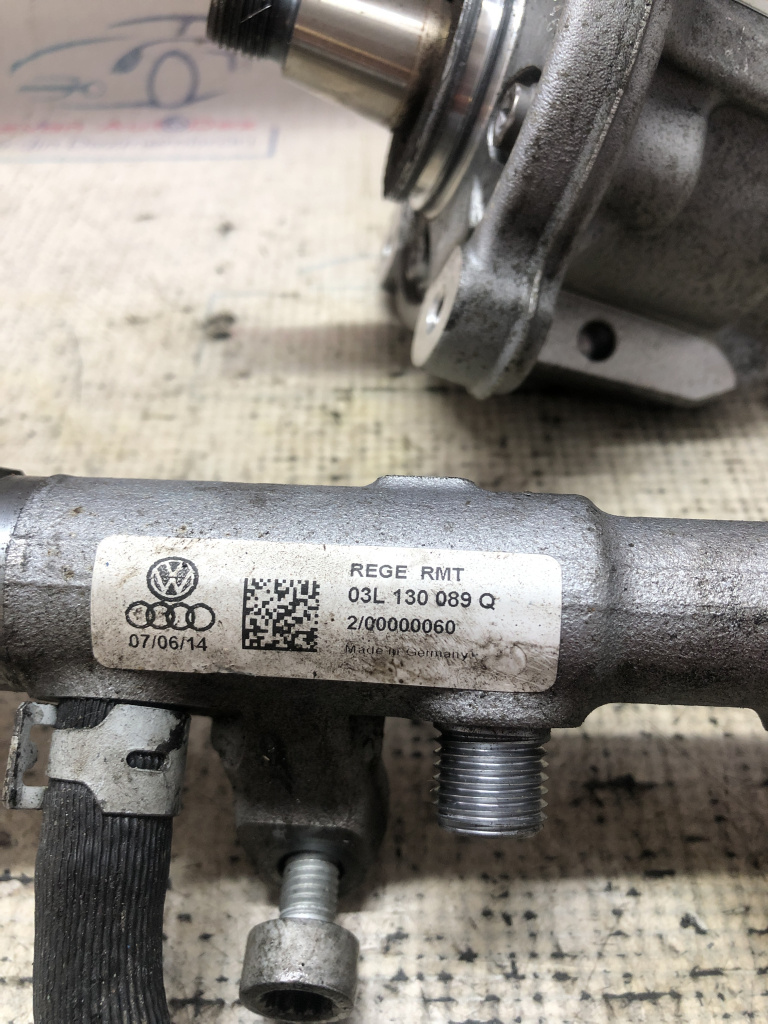 REGE RMT
03L 130 089 Q
2/00000060
Made in Germany
07/06/14